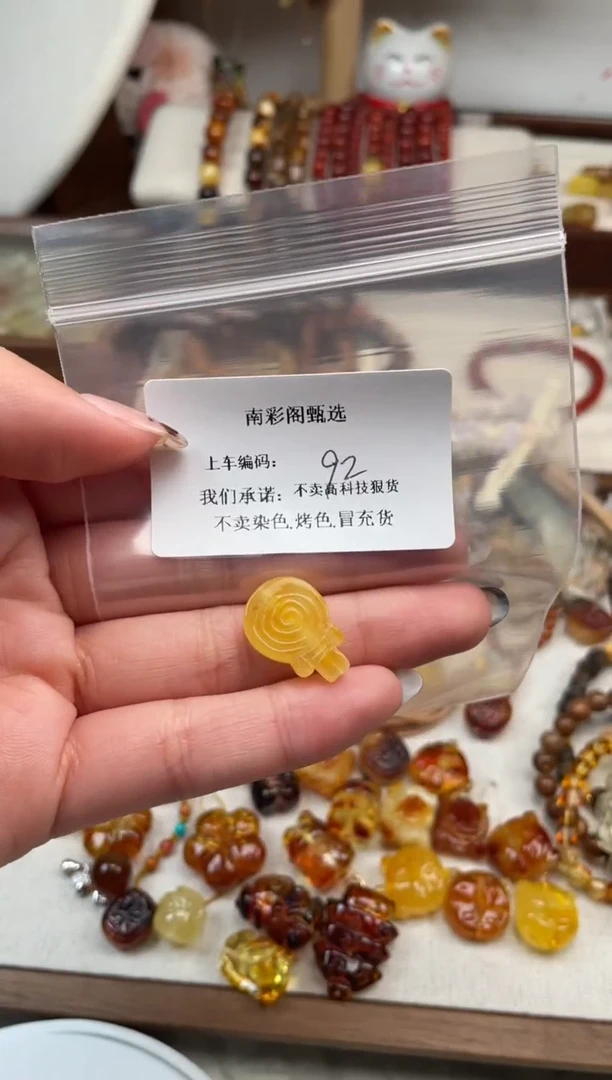 南彩阁甄选
上车编码: 92
我们承诺: 不卖高科技狠货
不卖染色.烤色.冒充货